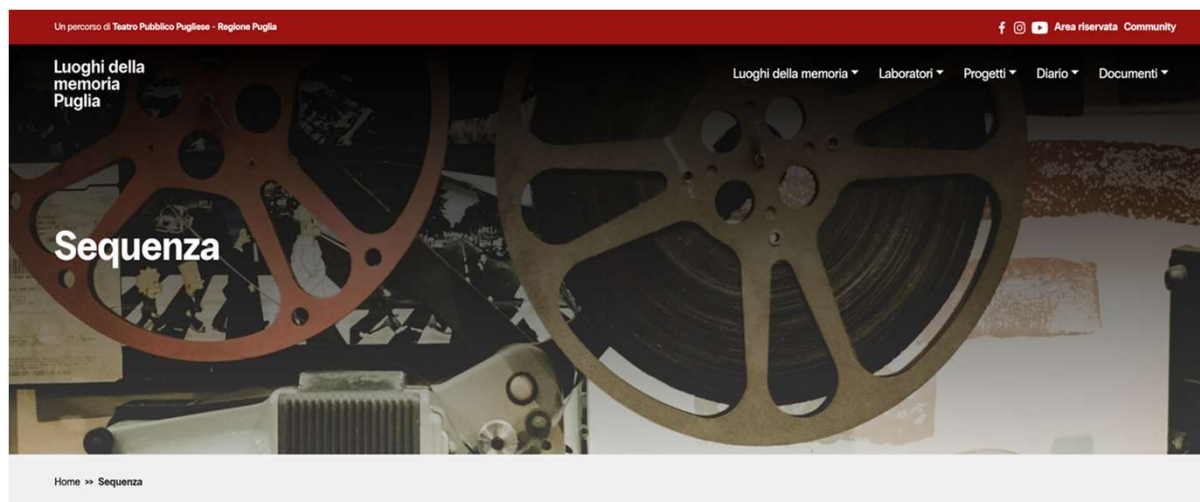 Un percorso di Teatro Pubblico Pugliese - Regione Puglia
Area riservata Community
Luoghi della
memoria
Puglia
Luoghi della memoria Laboratori Progetti Diario Documenti
Sequenza
Home >> Sequenza